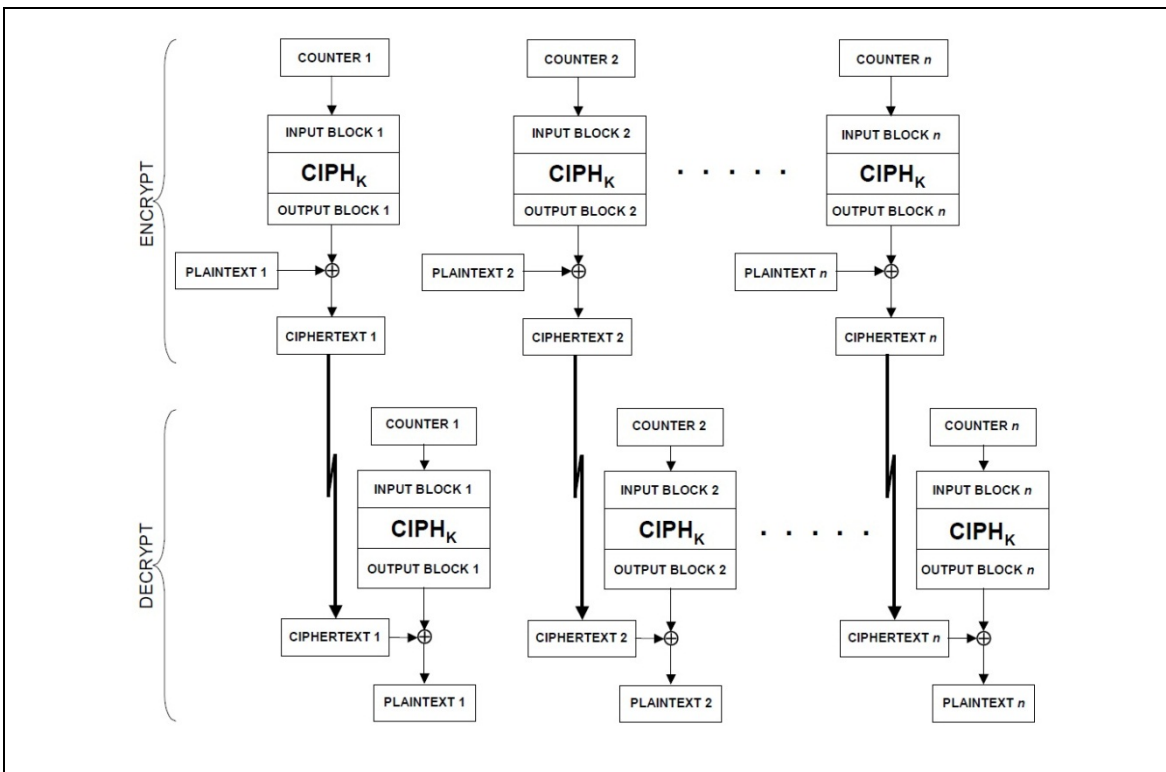 ENCRYPT
COUNTER 1
COUNTER 2
COUNTER n
INPUT BLOCK 1
INPUT BLOCK 2
INPUT BLOCK n
CIPHK
CIPHK
CIPHK
OUTPUT BLOCK 1
OUTPUT BLOCK 2
OUTPUT BLOCK n
PLAINTEXT 1
PLAINTEXT 2
PLAINTEXT n
CIPHERTEXT 1
CIPHERTEXT 2
CIPHERTEXT n
DECRYPT
COUNTER 1
COUNTER 2
COUNTER n
INPUT BLOCK 1
INPUT BLOCK 2
INPUT BLOCK n
CIPHK
CIPHK
CIPHK
OUTPUT BLOCK 1
OUTPUT BLOCK 2
OUTPUT BLOCK n
CIPHERTEXT 1
CIPHERTEXT 2
CIPHERTEXT n
PLAINTEXT 1
PLAINTEXT 2
PLAINTEXT n